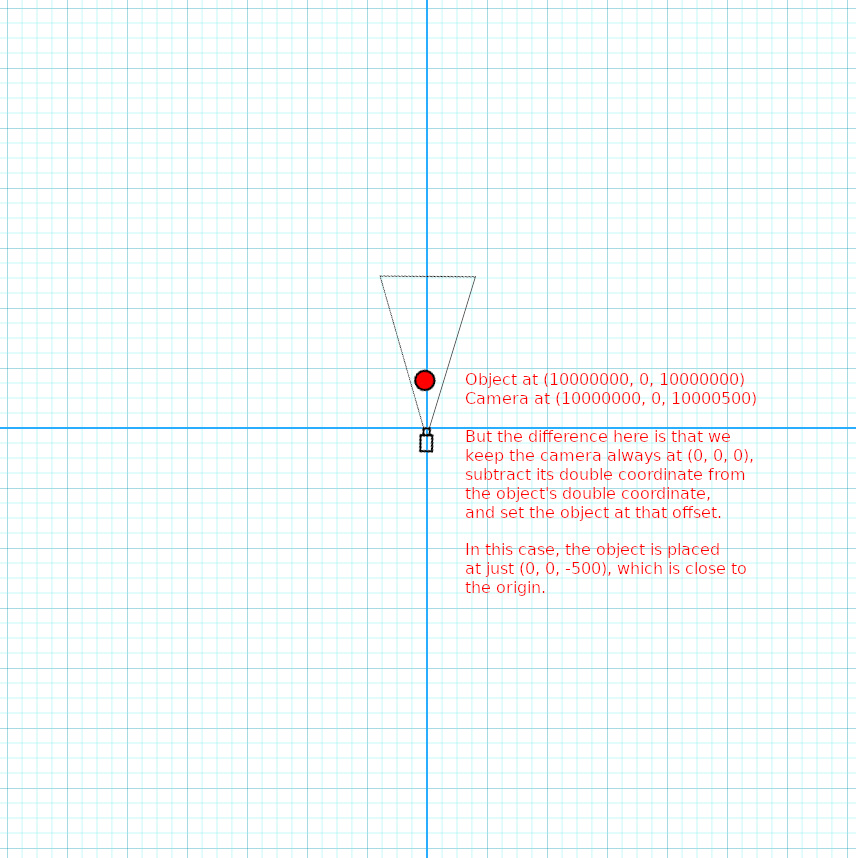 Object at (10000000, 0, 10000000)
Camera at (10000000, 0, 10000500)
But the difference here is that we
keep the camera always at (0, 0, 0),
subtract its double coordinate from
the object's double coordinate,
and set the object at that offset.
In this case, the object is placed
at just (0, 0, -500), which is close to
the origin.